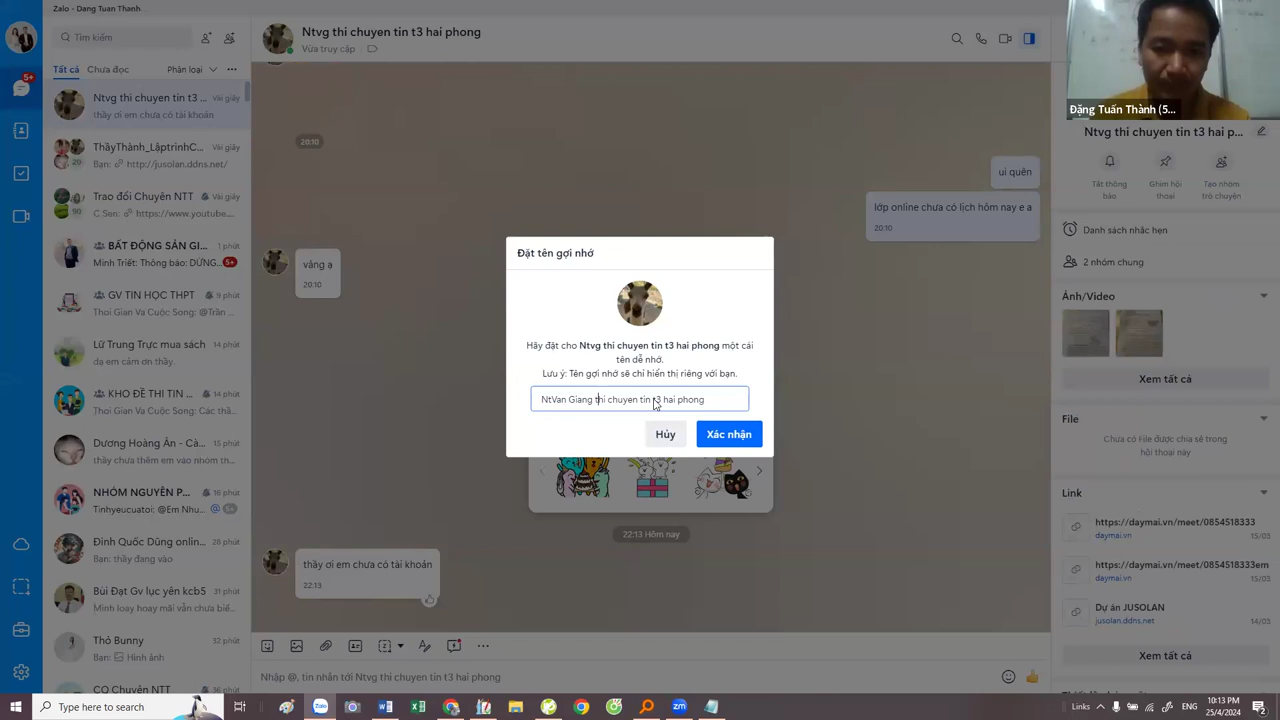 Zalo - Dang Tuan Thanh
Tìm kiếm
Tất cả
Chưa đọc
Phân loại
5+
Ntvg thi chuyen tin t3 ...
Vài giây
thầy ơi em chưa có tài khoản
ThầyThành_LậptrìnhC...
Vài giây
Bạn: http://jusolan.ddns.net/
20
Trao đổi Chuyên NTT
Vài giây
C Sen: https://www.youtube...
90
BẤT ĐỘNG SẢN GI...
1 phút
Minh Triết: Thông báo: DỪNG...
5+
GV TIN HỌC THPT
9 phút
Thoi Gian Va Cuộc Song: @Trần ...
Lữ Trung Trực mua sách
dạ em cảm ơn thầy.
KHO ĐỀ THI TIN ...
Thoi Gian Va Cuộc Song: ...
Dương Hoàng Ân - Cà...
chưa thêm em vào nhóm th...
NHÓM NGUYỄN P...
16 phút
Tinhyeucuatoi: @Em Nhu...
@
5+
Đinh Quốc Dũng onlin...
28 phút
Bạn: thầy đang vào
Bùi Đạt Gv lục yên kcb5
31 phút
Minh loay hoay mãi vẫn chưa biế...
Thỏ Bunny
32 phút
Bạn: Hình ảnh
CQ Chuyên NTT
Ntvg thi chuyen tin t3 hai phong
Vừa truy cập
20:10
ui quên
lớp online chưa có lịch hôm nay e a
20:10
vâng ạ
20:10
Đặt tên gợi nhớ
Hãy đặt cho Ntvg thi chuyen tin t3 hai phong một cái
tên dễ nhớ.
Lưu ý: Tên gợi nhớ sẽ chỉ hiển thị riêng với bạn.
NtVan Giang thi chuyen tin t3 hai phong
Hủy
Xác nhận
22:13 Hôm nay
thầy ơi em chưa có tài khoản
22:13
Nhập @, tin nhắn tới Ntvg thi chuyen tin t3 hai phong
Đặng Tuấn Thành (5...
Ntvg thi chuyen tin t3 hai p...
Tắt thông
báo
Ghim hội
thoại
Tạo nhóm
trò chuyện
Danh sách nhắc hẹn
2 nhóm chung
Ảnh/Video
Xem tất cả
File
Chưa có File được chia sẻ trong
hội thoại này
Link
https://daymai.vn/meet/0854518333
daymai.vn
15/03
https://daymai.vn/meet/0854518333em
daymai.vn
15/03
Dự án JUSOLAN
jusolan.ddns.net
14/03
Xem tất cả
Type here to search
Links
ENG
10:13 PM
25/4/2024
2